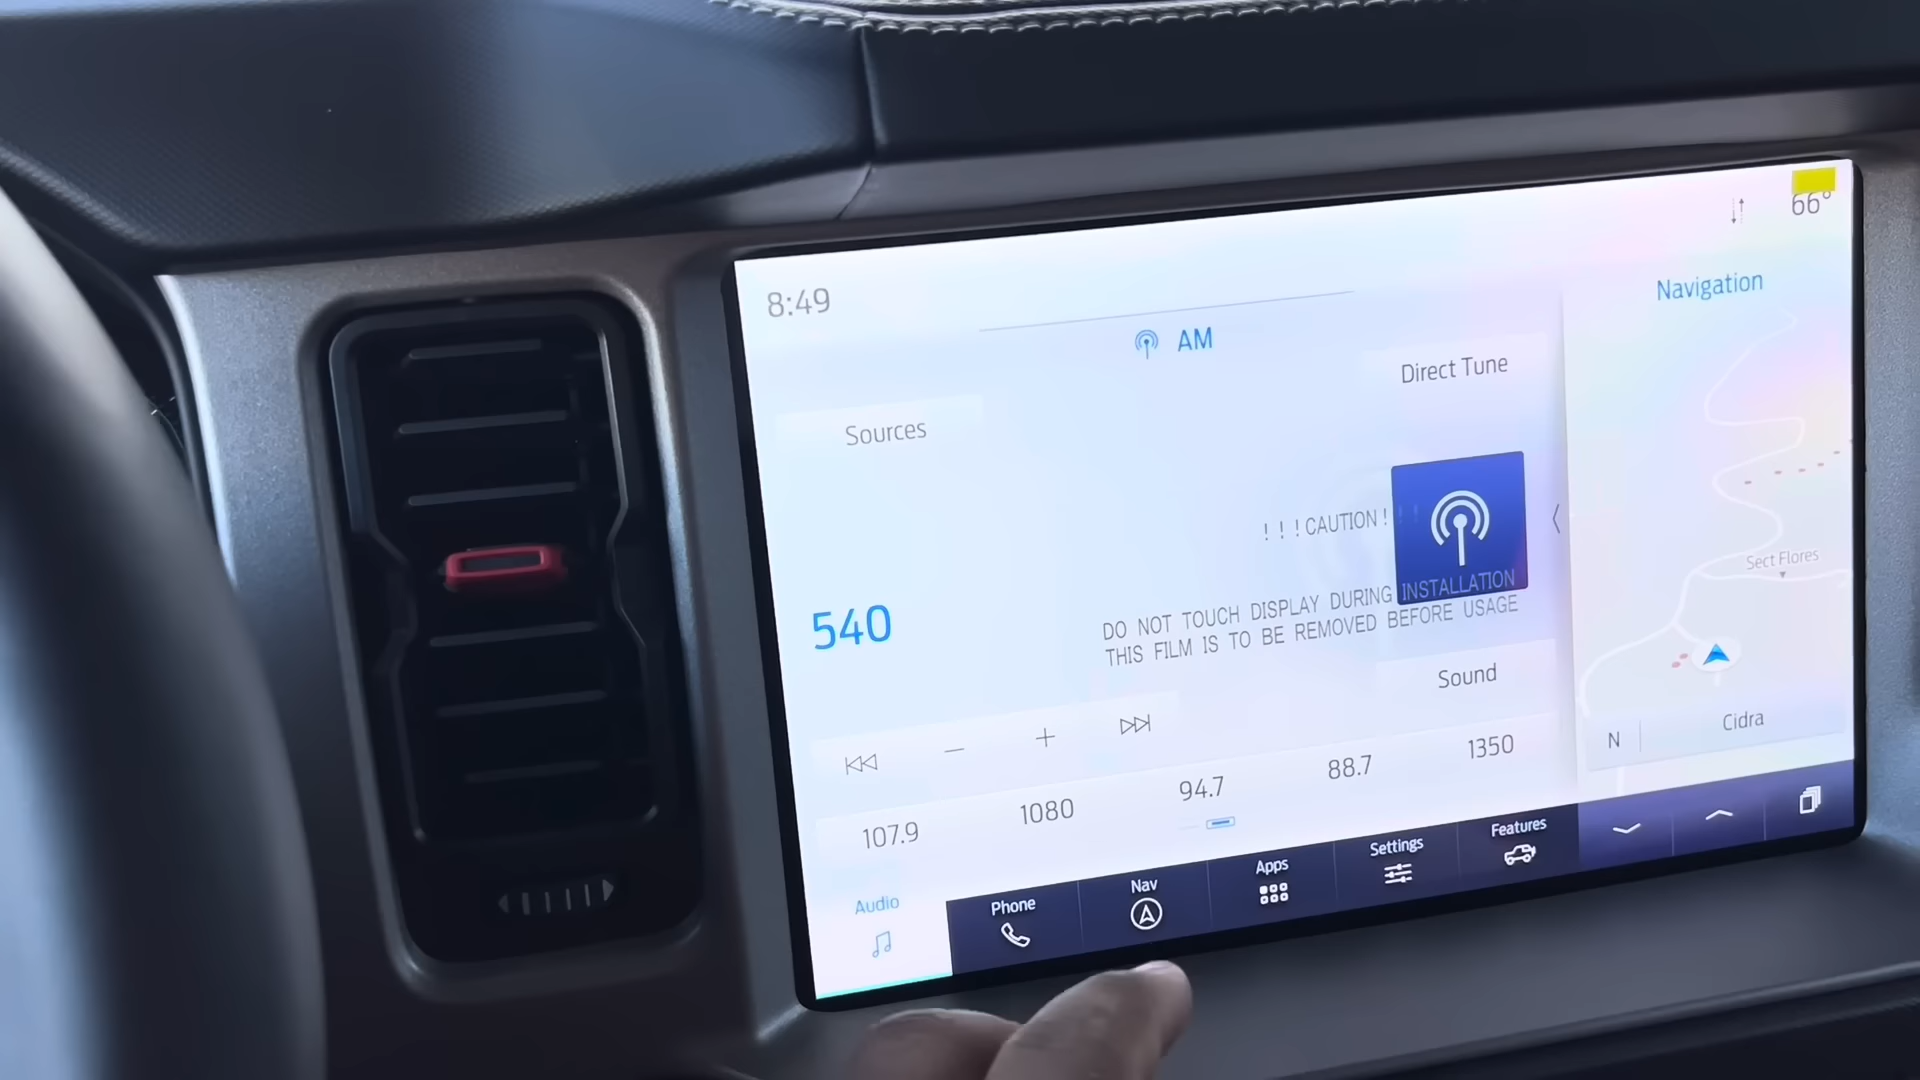 66°
8:49
Navigation
AM
Direct Tune
Sources
! ! ! CAUTION ! ! !
Sect Flores
540
DO NOT TOUCH DISPLAY DURING INSTALLATION
THIS FILM IS TO BE REMOVED BEFORE USAGE
Sound
N
Cidra
107.9
1080
94.7
88.7
1350
Audio
Phone
Nav
Apps
Settings
Features